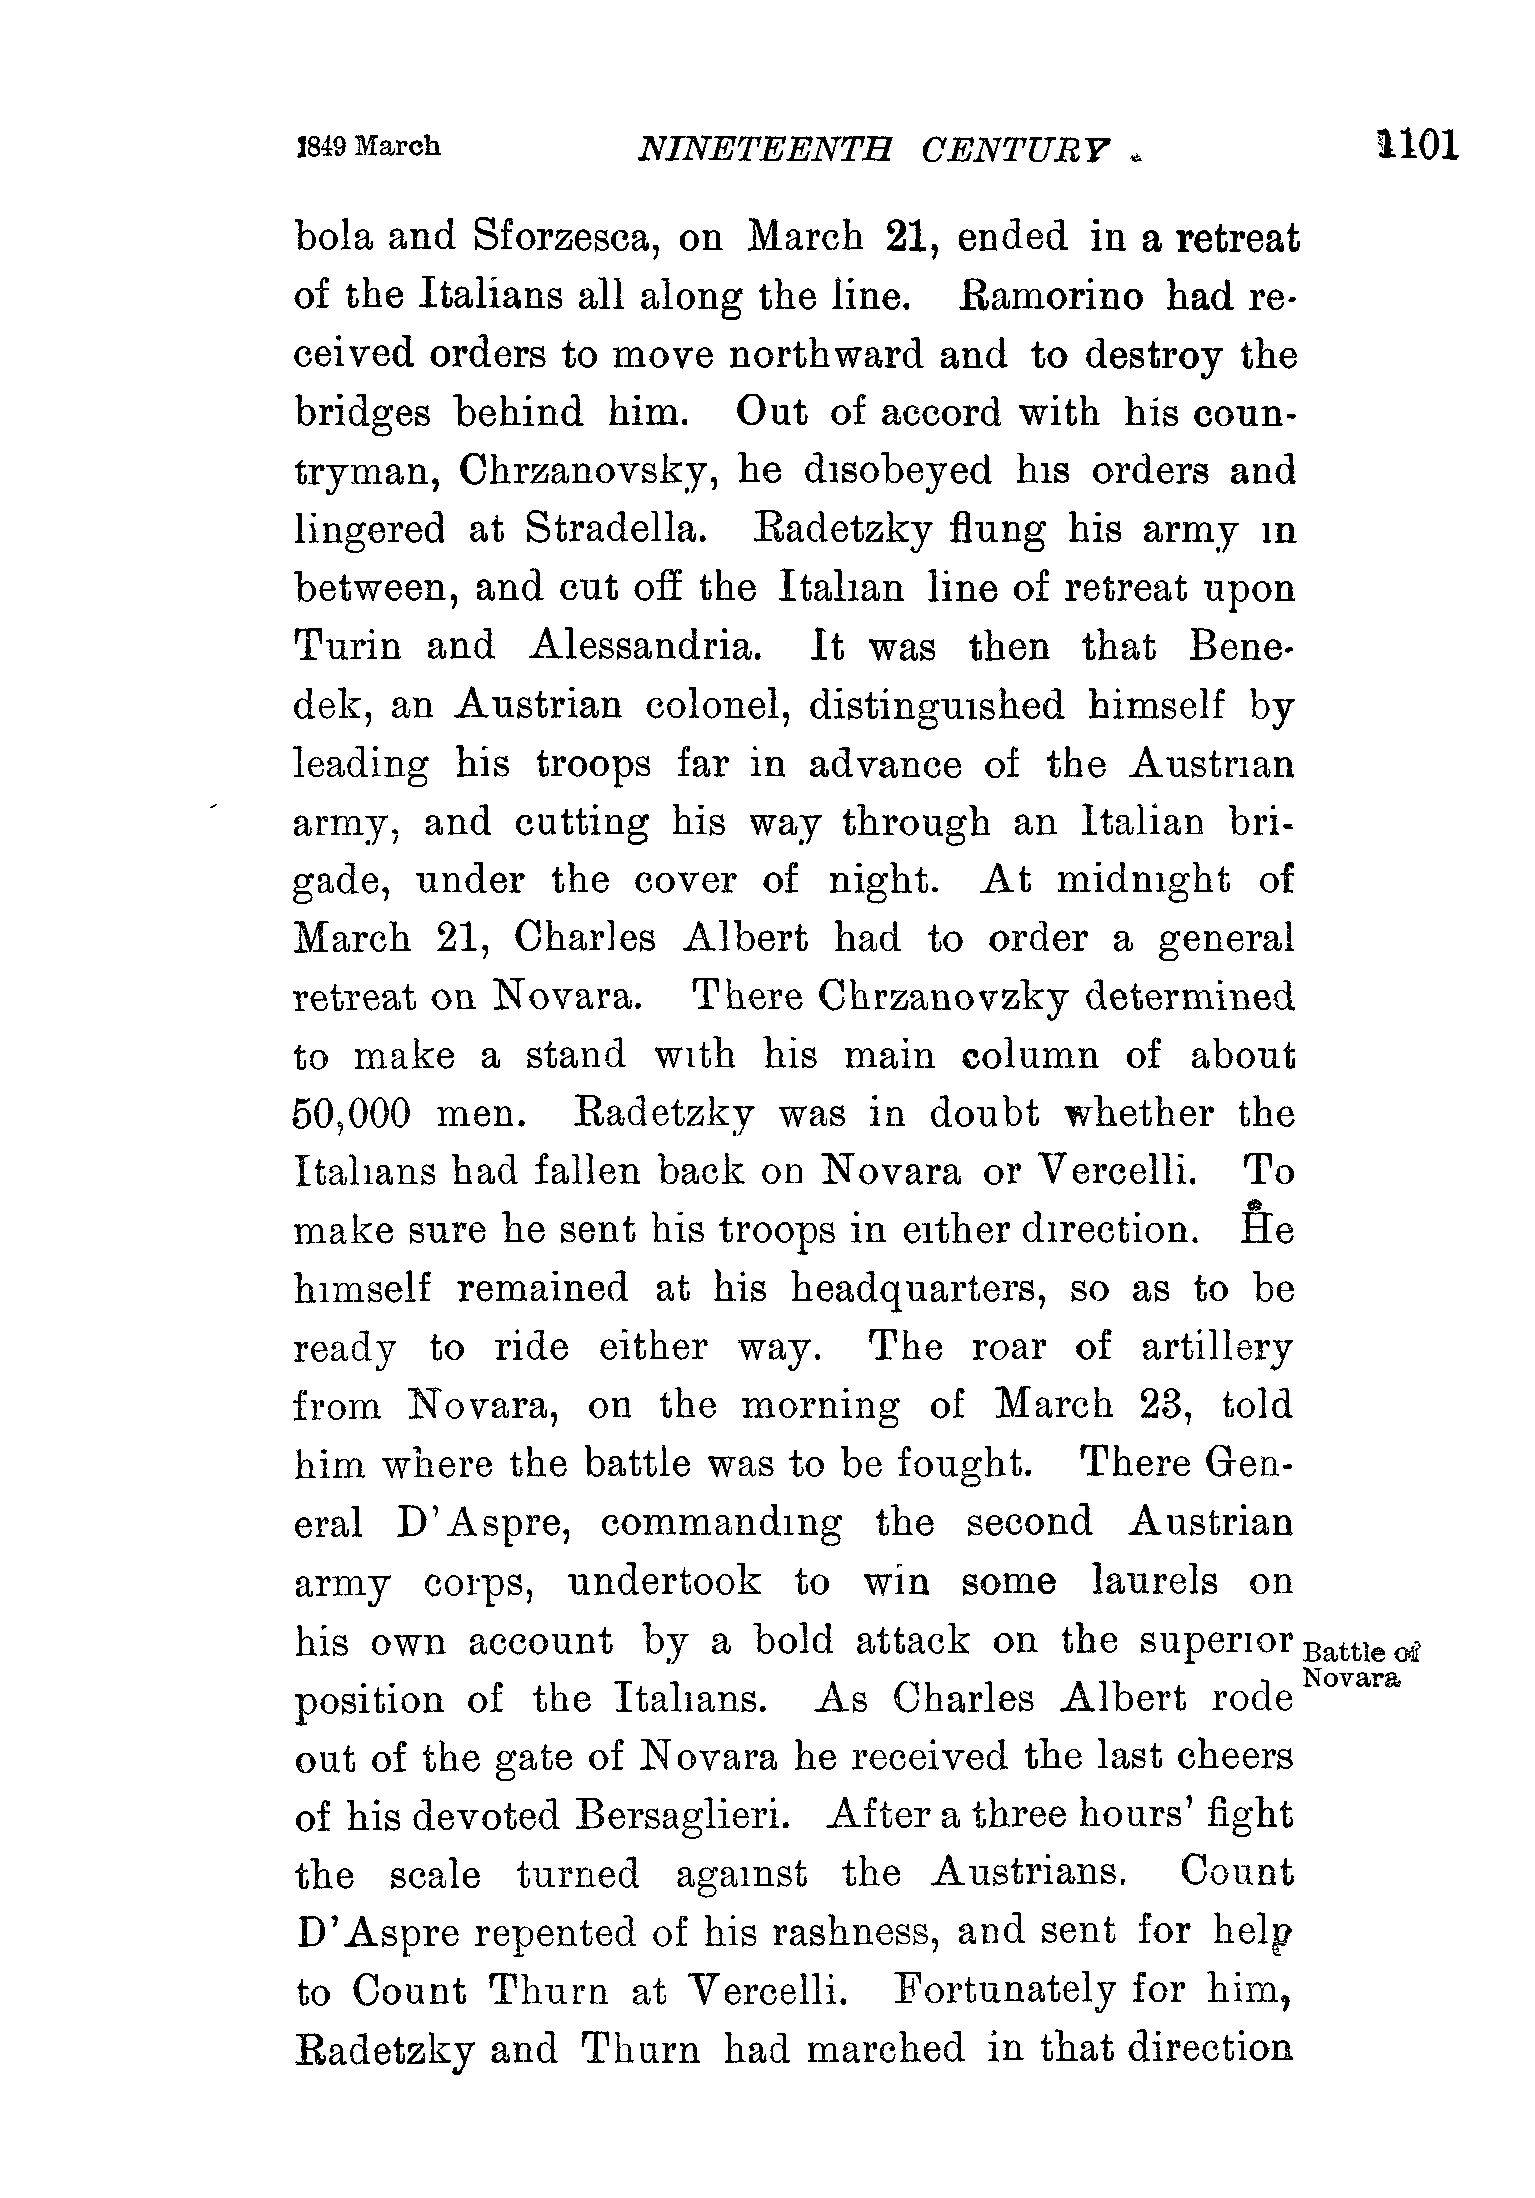 1849 March NINETEENTH CENTURY 1101
bola and Sforzesca, on March 21, ended in a retreat
of the Italians all along the line. Ramorino had re-
ceived orders to move northward and to destroy the
bridges behind him. Out of accord with his coun-
tryman, Chrzanovsky, he disobeyed his orders and
lingered at Stradella. Radetzky flung his army in
between, and cut off the Italian line of retreat upon
Turin and Alessandria. It was then that Bene-
dek, an Austrian colonel, distinguished himself by
leading his troops far in advance of the Austrian
army, and cutting his way through an Italian bri-
gade, under the cover of night. At midnight of
March 21, Charles Albert had to order a general
retreat on Novara. There Chrzanovzky determined
to make a stand with his main column of about
50,000 men. Radetzky was in doubt whether the
Italians had fallen back on Novara or Vercelli. To
make sure he sent his troops in either direction. He
himself remained at his headquarters, so as to be
ready to ride either way. The roar of artillery
from Novara, on the morning of March 23, told
him where the battle was to be fought. There Gen-
eral D'Aspre, commanding the second Austrian
army corps, undertook to win some laurels on
his own account by a bold attack on the superior
Battle of
Novara
position of the Italians. As Charles Albert rode
out of the gate of Novara he received the last cheers
of his devoted Bersaglieri. After a three hours' fight
the scale turned against the Austrians. Count
D'Aspre repented of his rashness, and sent for help
to Count Thurn at Vercelli. Fortunately for him,
Radetzky and Thurn had marched in that direction